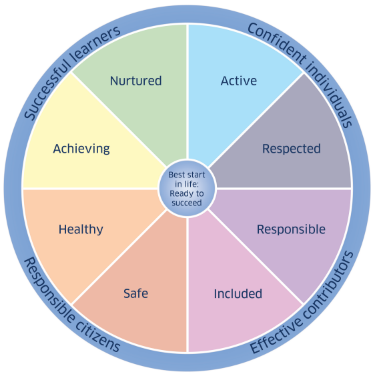 Successful learners
Confident individuals
Nurtured
Active
Achieving
Respected
Best start
in life:
Ready to
succeed
Healthy
Responsible
Safe
Included
Responsible citizens
Effective contributors